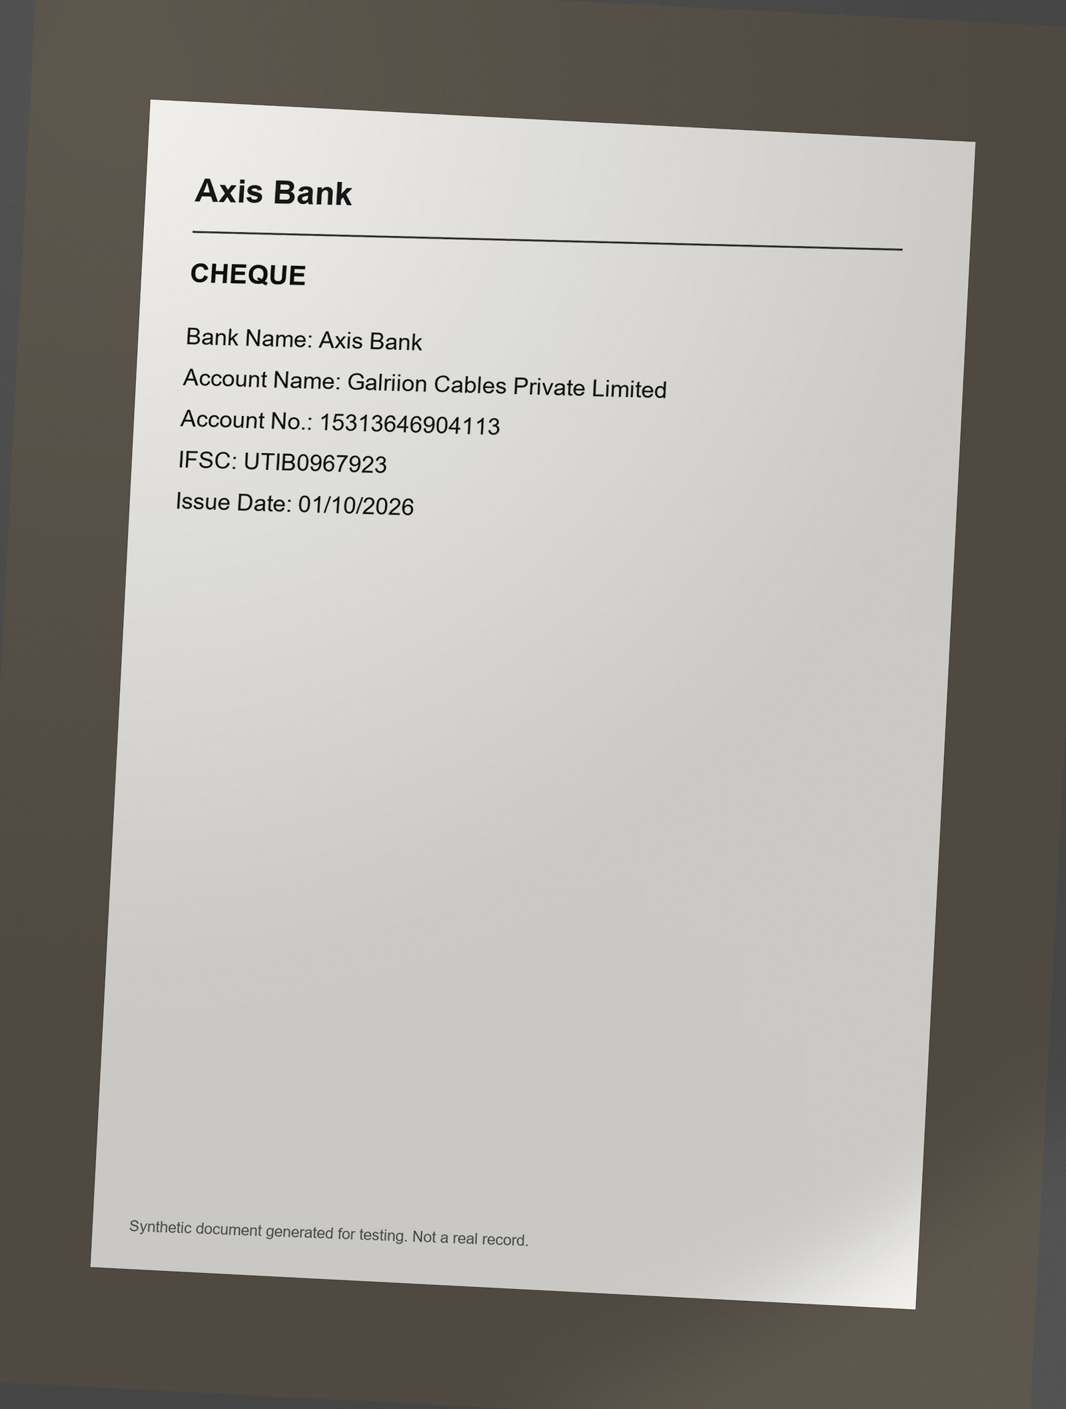 Axis Bank
CHEQUE
Bank Name: Axis Bank
Account Name: Galriion Cables Private Limited
Account No.: 15313646904113
IFSC: UTIB0967923
Issue Date: 01/10/2026
Synthetic document generated for testing. Not a real record.